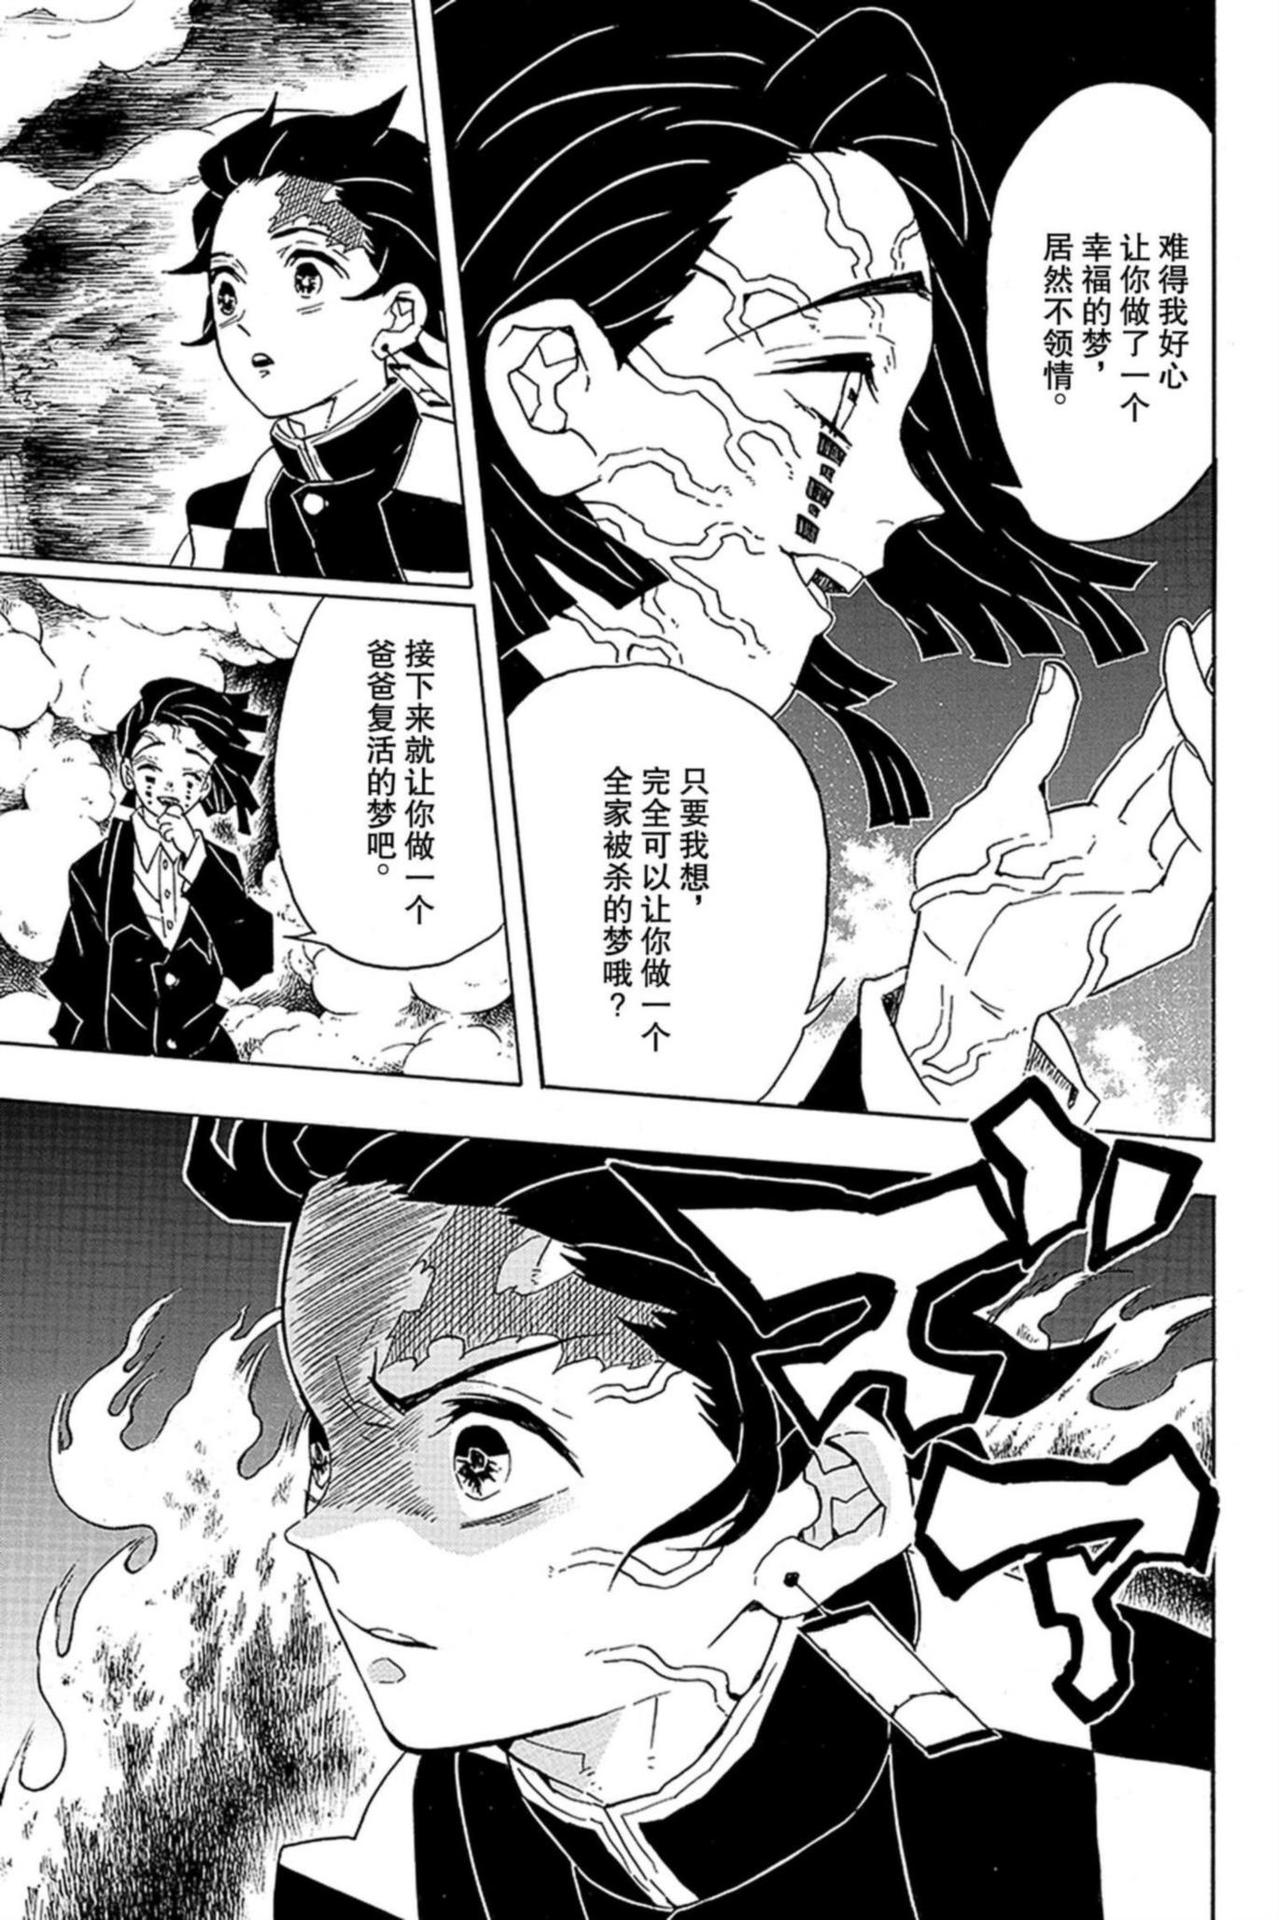 难得我好心
让你做了一个
幸福的梦，
居然不领情。
只要我想，
完全可以让你做一个
全家被杀的梦哦？
接下来就让你做一个
爸爸复活的梦吧。